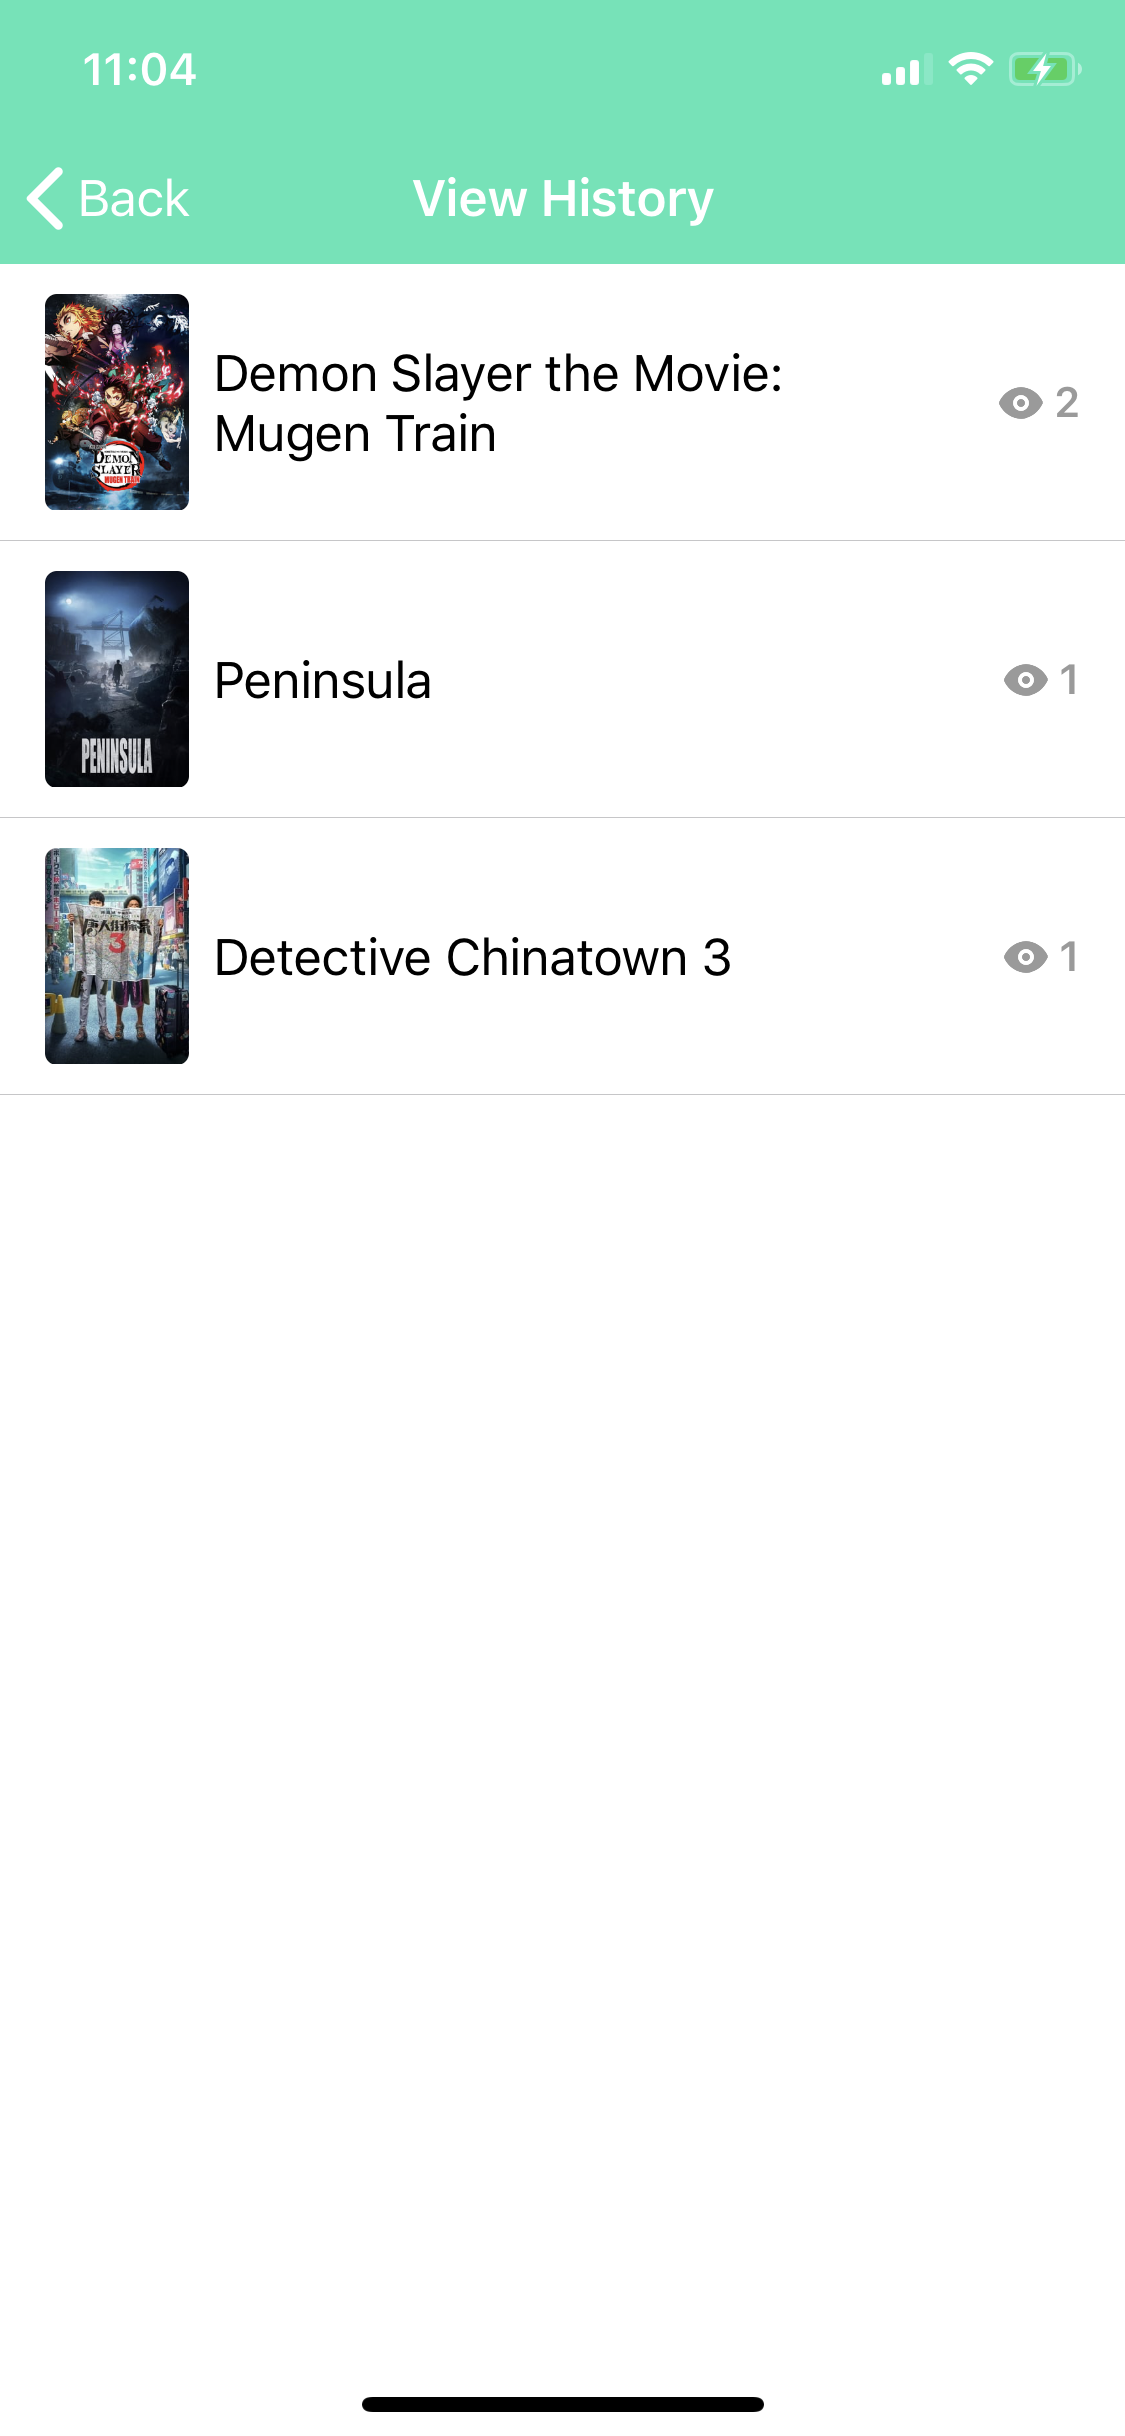 11:04
Back
View History
DEMON
SLAYER
MUGEN TRAIN
Demon Slayer the Movie:
Mugen Train
2
PENINSULA
Peninsula
1
唐人街探案
3
Detective Chinatown 3
1